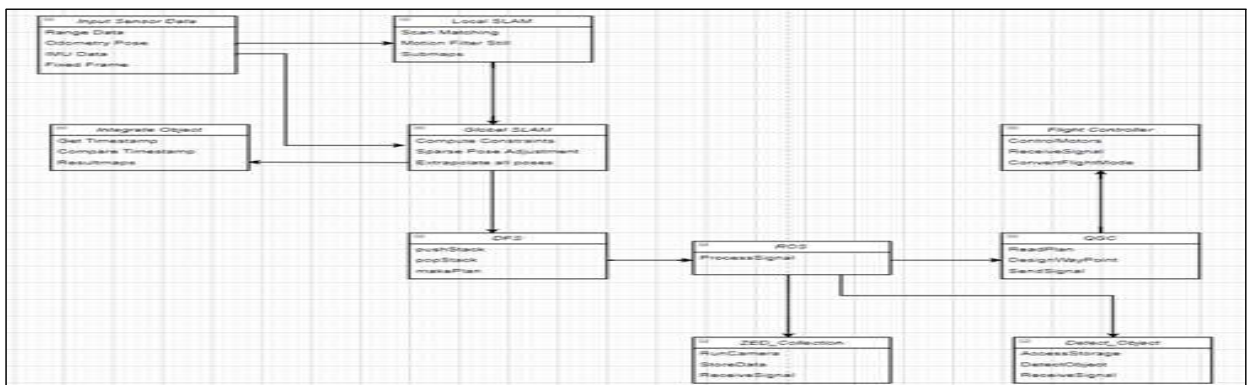 Input Sensor Data
Range Data
Odometry Pose
IMU Data
Fixed Frame
Local SLAM
Scan Matching
Motion Filter Still
Submaps
Integrate Object
Get Timestamp
Compare Timestamp
Resultmaps
Global SLAM
Compute Constraints
Sparse Pose Adjustment
Extrapolate all poses
Flight Controller
ControlMotors
ReceiveSignal
ConvertFlightMode
DFS
pushStack
popStack
makePlan
ROS
ProcessSignal
QGC
ReadPlan
DesignWayPoint
SendSignal
ZED_Collection
RunCamera
StoreData
ReceiveSignal
Detect_Object
AccessStorage
DetectObject
ReceiveSignal